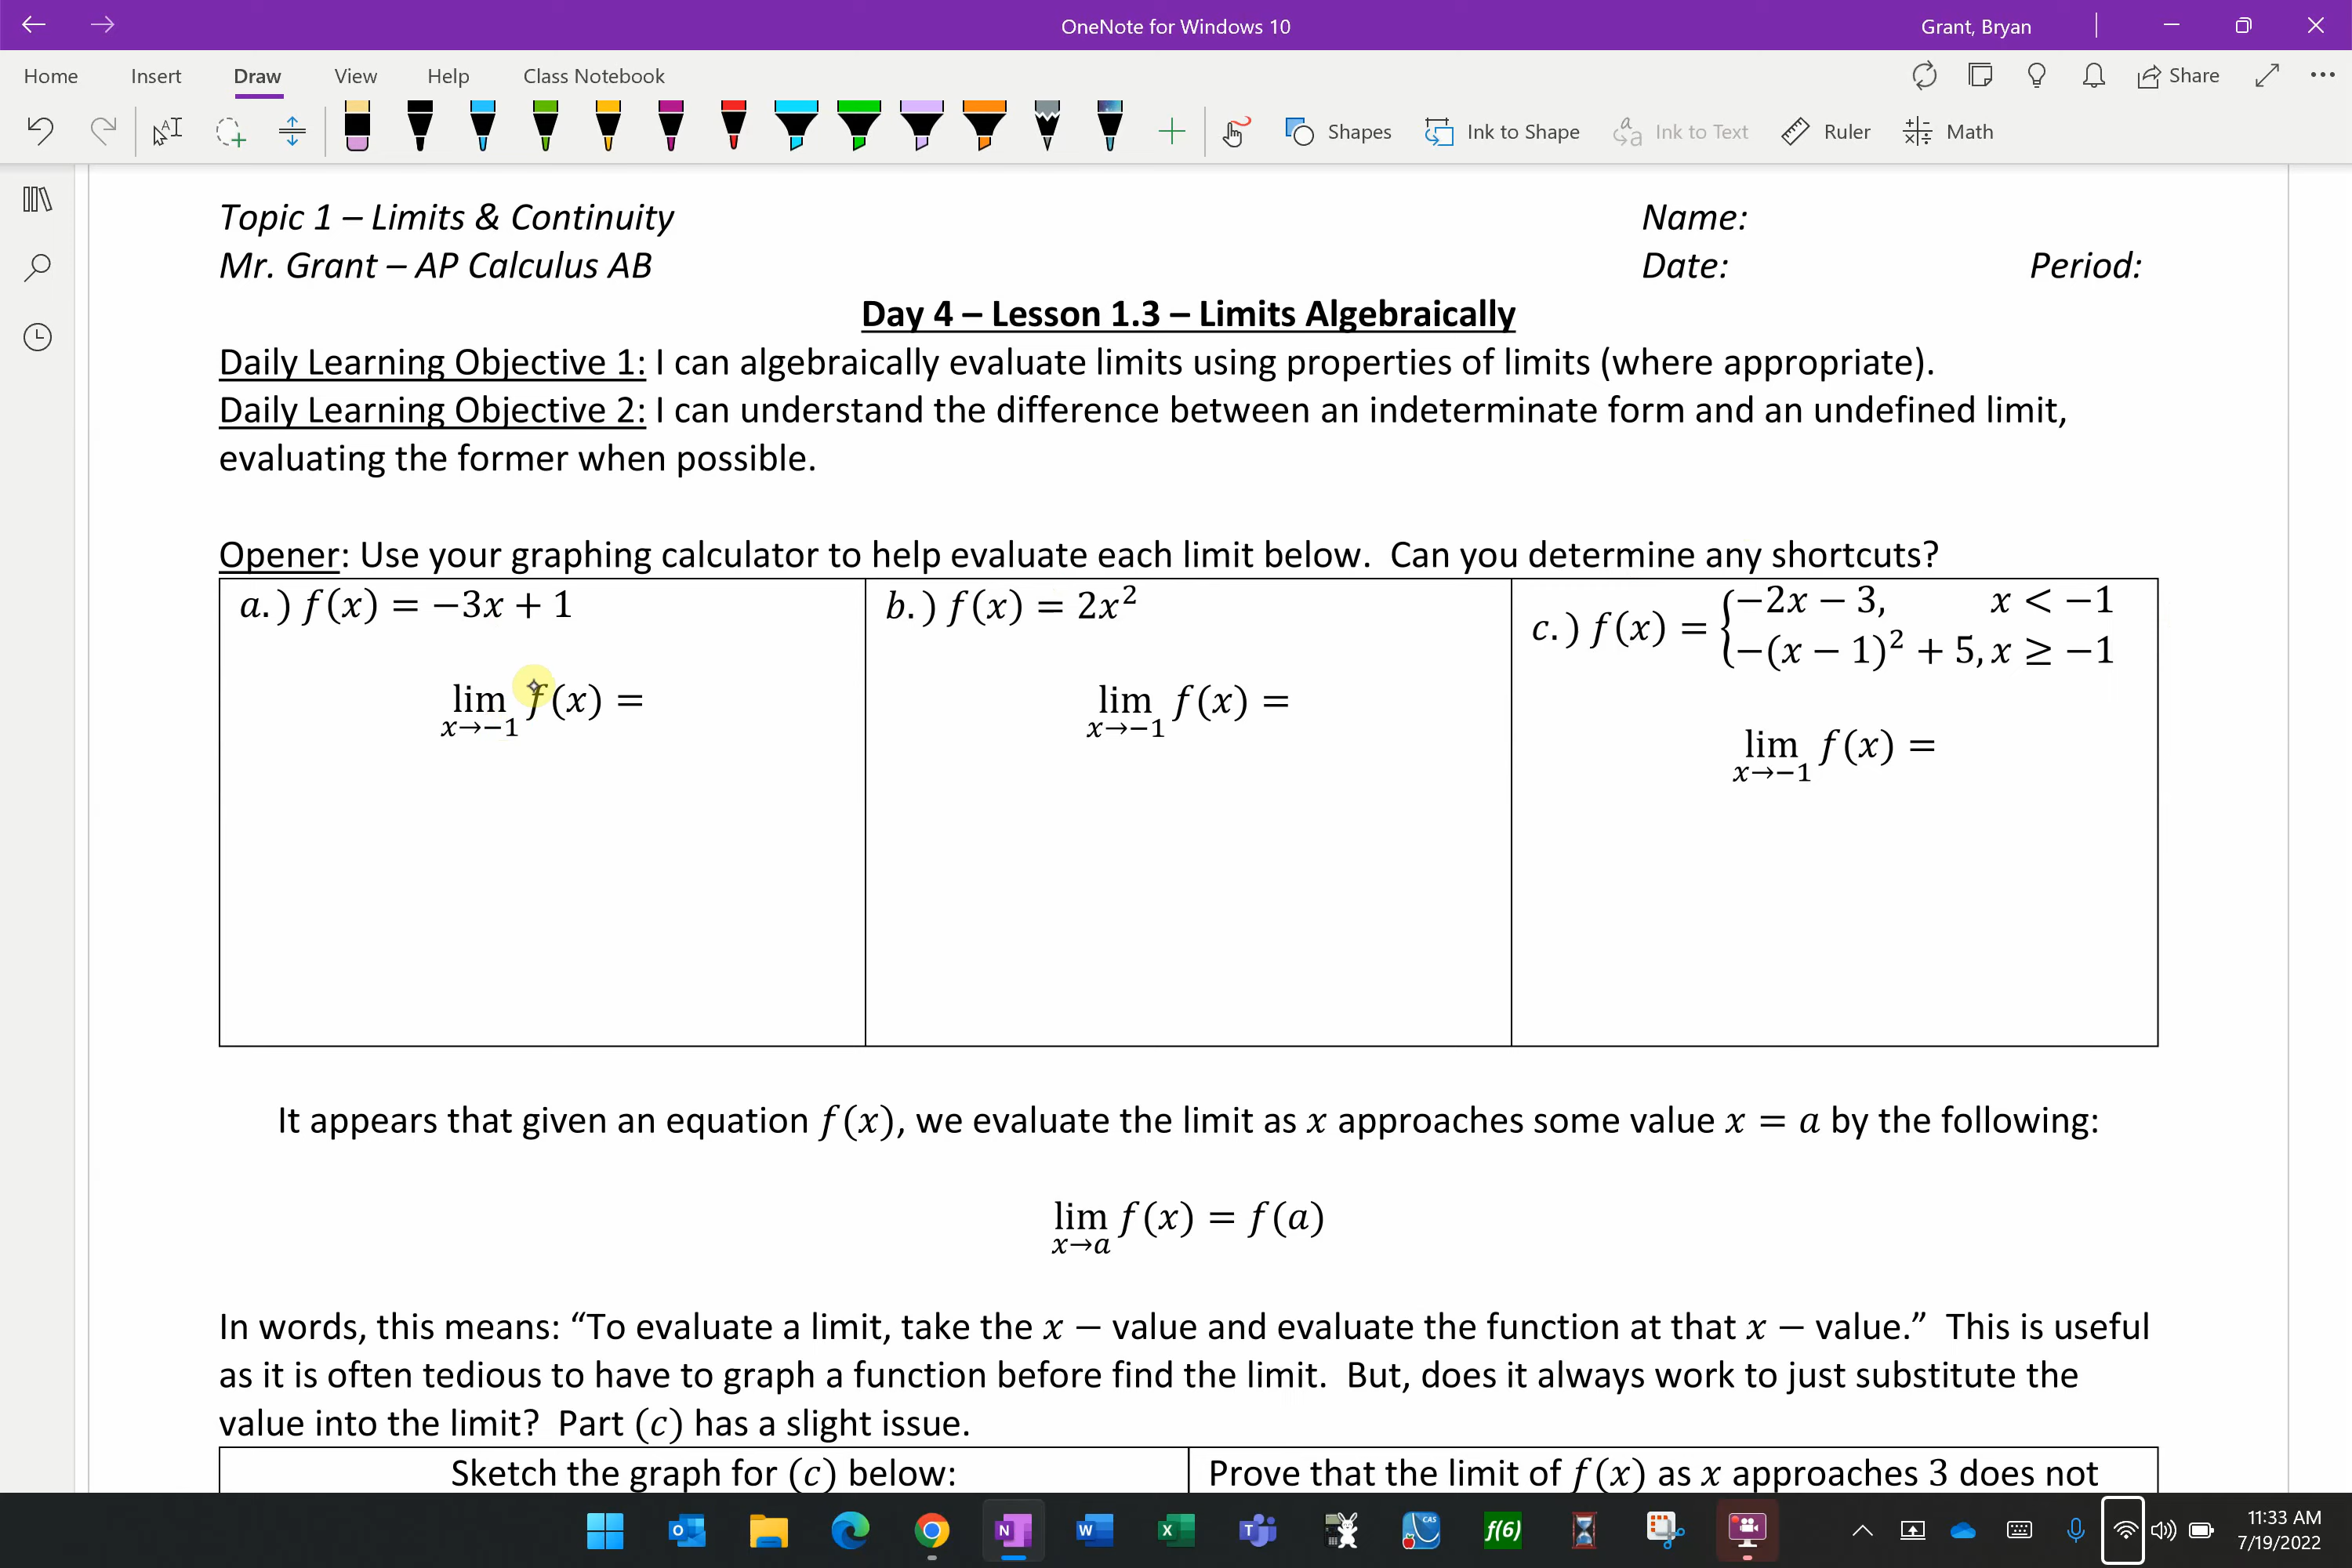 OneNote for Windows 10
Grant, Bryan
Home Insert Draw View Help Class Notebook
Share
Shapes Ink to Shape Ink to Text Ruler Math
Topic 1 – Limits & Continuity Name:
Mr. Grant – AP Calculus AB Date: Period:
Day 4 – Lesson 1.3 – Limits Algebraically
Daily Learning Objective 1: I can algebraically evaluate limits using properties of limits (where appropriate).
Daily Learning Objective 2: I can understand the difference between an indeterminate form and an undefined limit,
evaluating the former when possible.
Opener: Use your graphing calculator to help evaluate each limit below. Can you determine any shortcuts?
a.) f(x) = −3x + 1
lim f(x) =
x→−1
b.) f(x) = 2x²
lim f(x) =
x→−1
c.) f(x) = { −2x − 3, x < −1
−(x − 1)² + 5, x ≥ −1
lim f(x) =
x→−1
It appears that given an equation f(x), we evaluate the limit as x approaches some value x = a by the following:
lim f(x) = f(a)
x→a
In words, this means: “To evaluate a limit, take the x − value and evaluate the function at that x − value.” This is useful
as it is often tedious to have to graph a function before find the limit. But, does it always work to just substitute the
value into the limit? Part (c) has a slight issue.
Sketch the graph for (c) below:
Prove that the limit of f(x) as x approaches 3 does not
f(6)
CAS
11:33 AM
7/19/2022